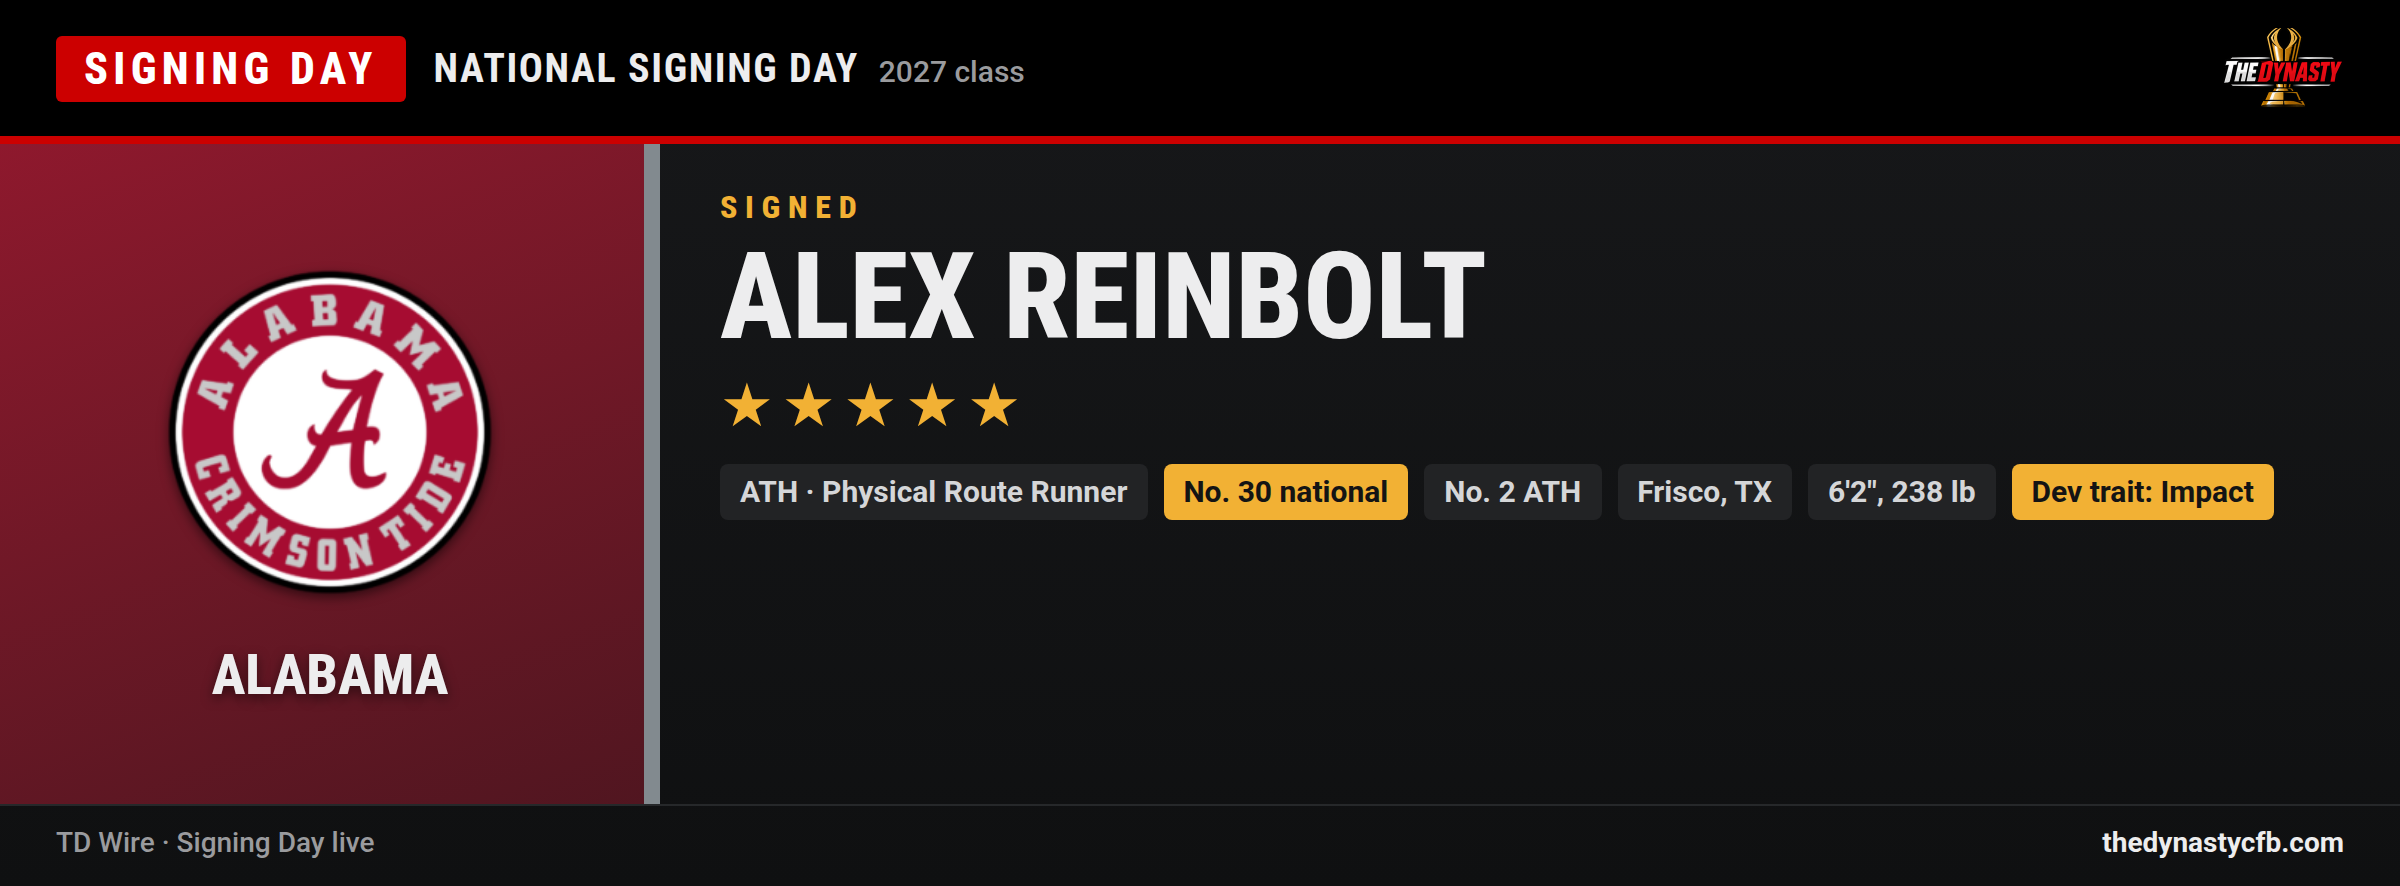 SIGNING DAY NATIONAL SIGNING DAY 2027 class
THE DYNASTY
ALABAMA
CRIMSON TIDE
A
ALABAMA
SIGNED
ALEX REINBOLT
★★★★★
ATH · Physical Route Runner No. 30 national No. 2 ATH Frisco, TX 6'2", 238 lb Dev trait: Impact
TD Wire · Signing Day live
thedynastycfb.com